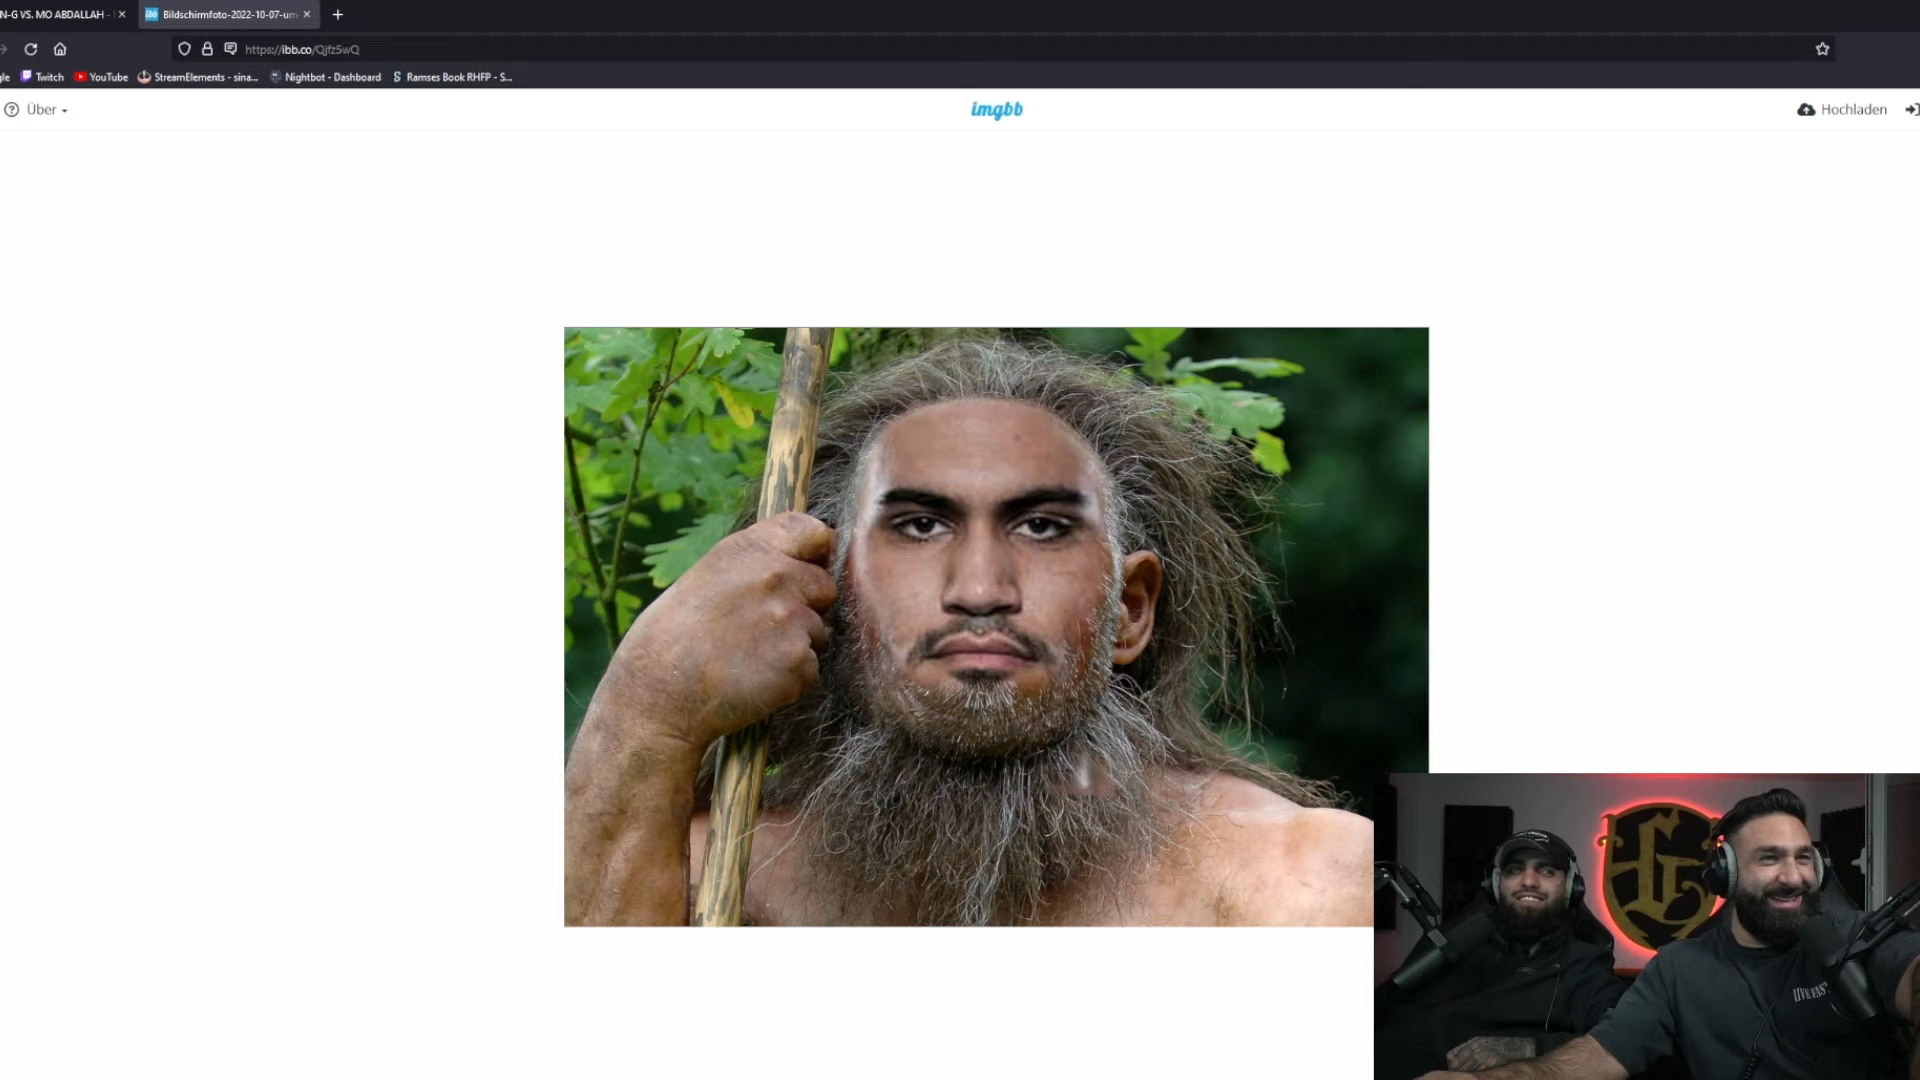 N-G VS. MO ABDALLAH -
Bildschirmfoto-2022-10-07-um
https://ibb.co/Qjfz5wQ
gle Twitch YouTube StreamElements - sina... Nightbot - Dashboard Ramses Book RHFP - S...
Über
imgbb
Hochladen